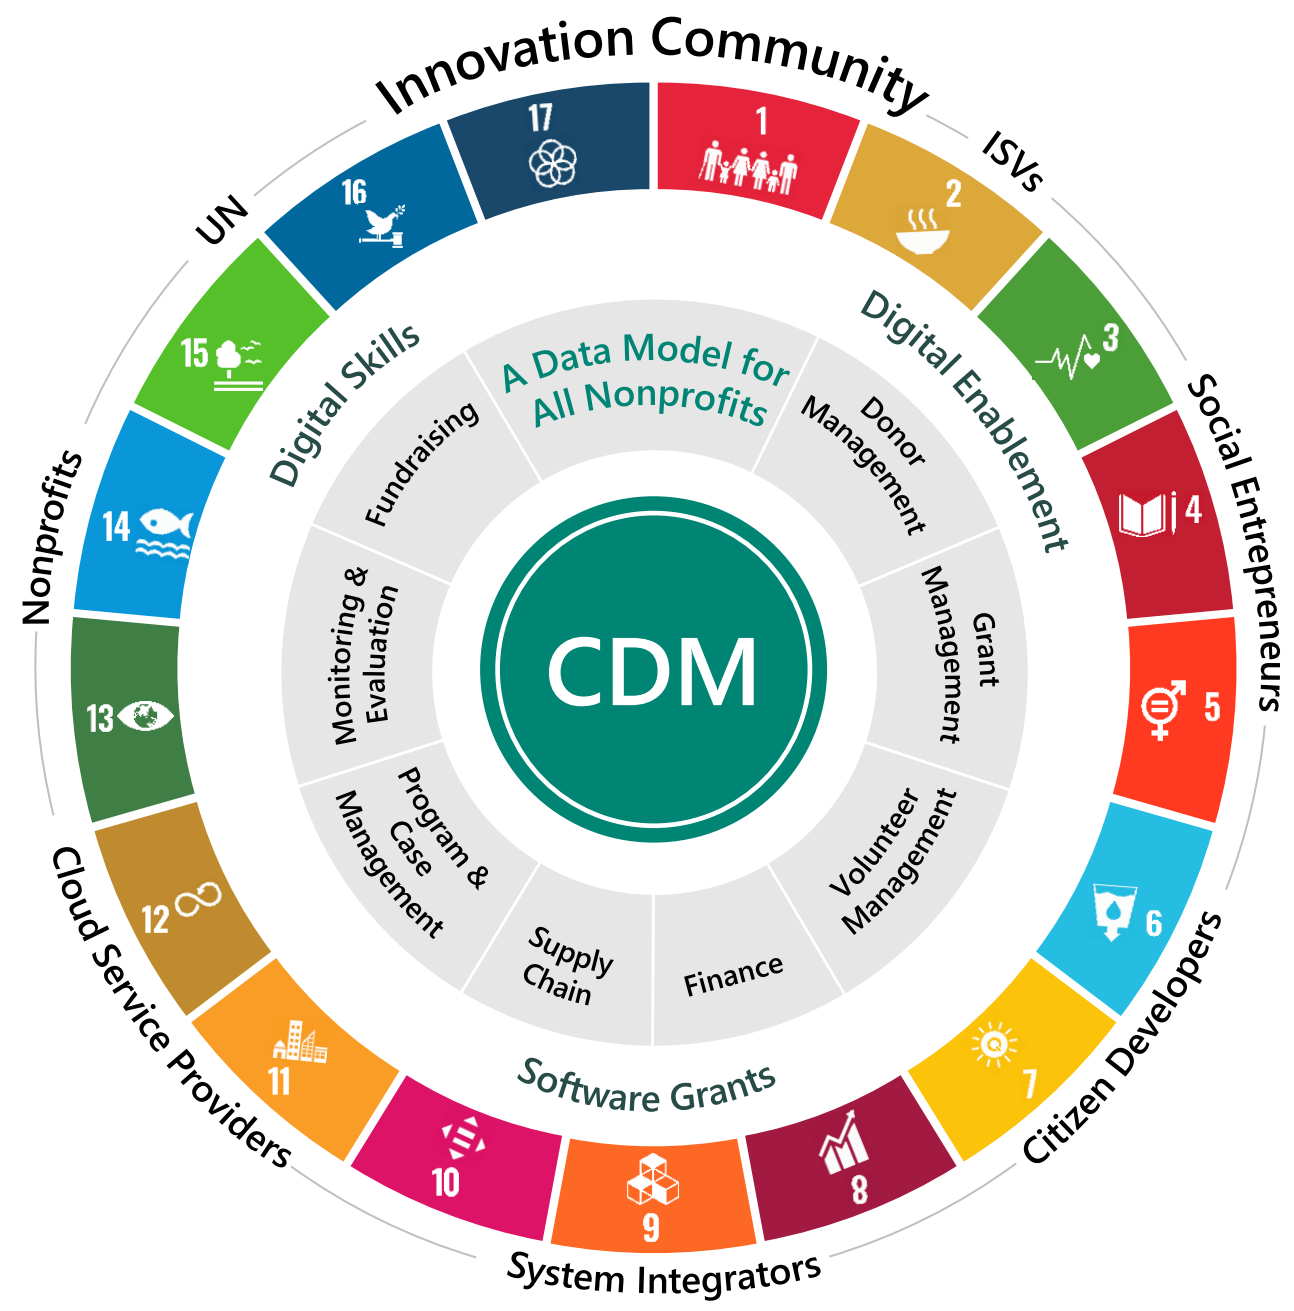 Innovation Community
ISVs
Social Entrepreneurs
Citizen Developers
System Integrators
Cloud Service Providers
Nonprofits
UN
1
2
3
4
5
6
7
8
9
10
11
12
13
14
15
16
17
Digital Skills
Digital Enablement
Software Grants
A Data Model for
All Nonprofits
Donor
Management
Grant
Management
Volunteer
Management
Finance
Supply
Chain
Program &
Case
Management
Monitoring &
Evaluation
Fundraising
CDM